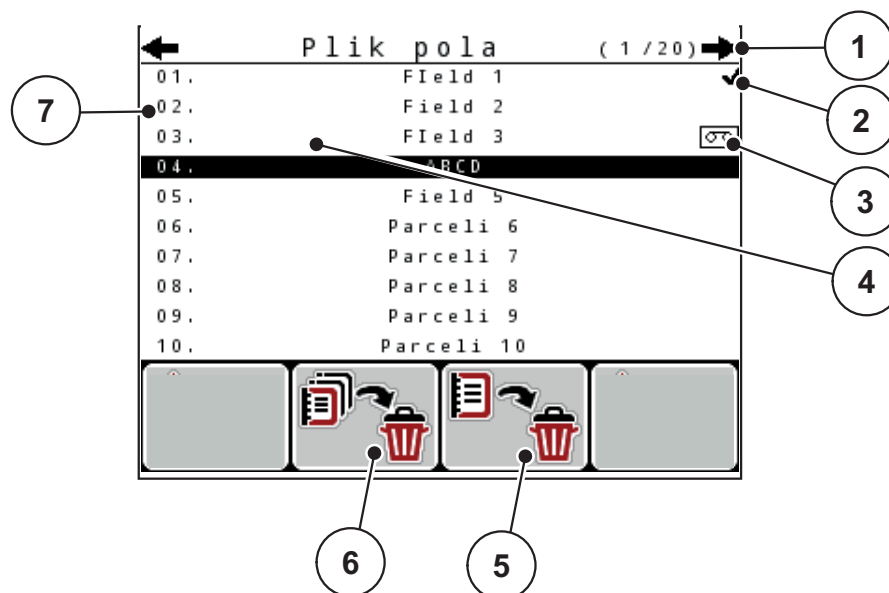 Plik pola (1/20)
01. FIeld 1
02. Field 2
03. FIeld 3
04. ABCD
05. Field 5
06. Parceli 6
07. Parceli 7
08. Parceli 8
09. Parceli 9
10. Parceli 10
1
2
3
4
5
6
7